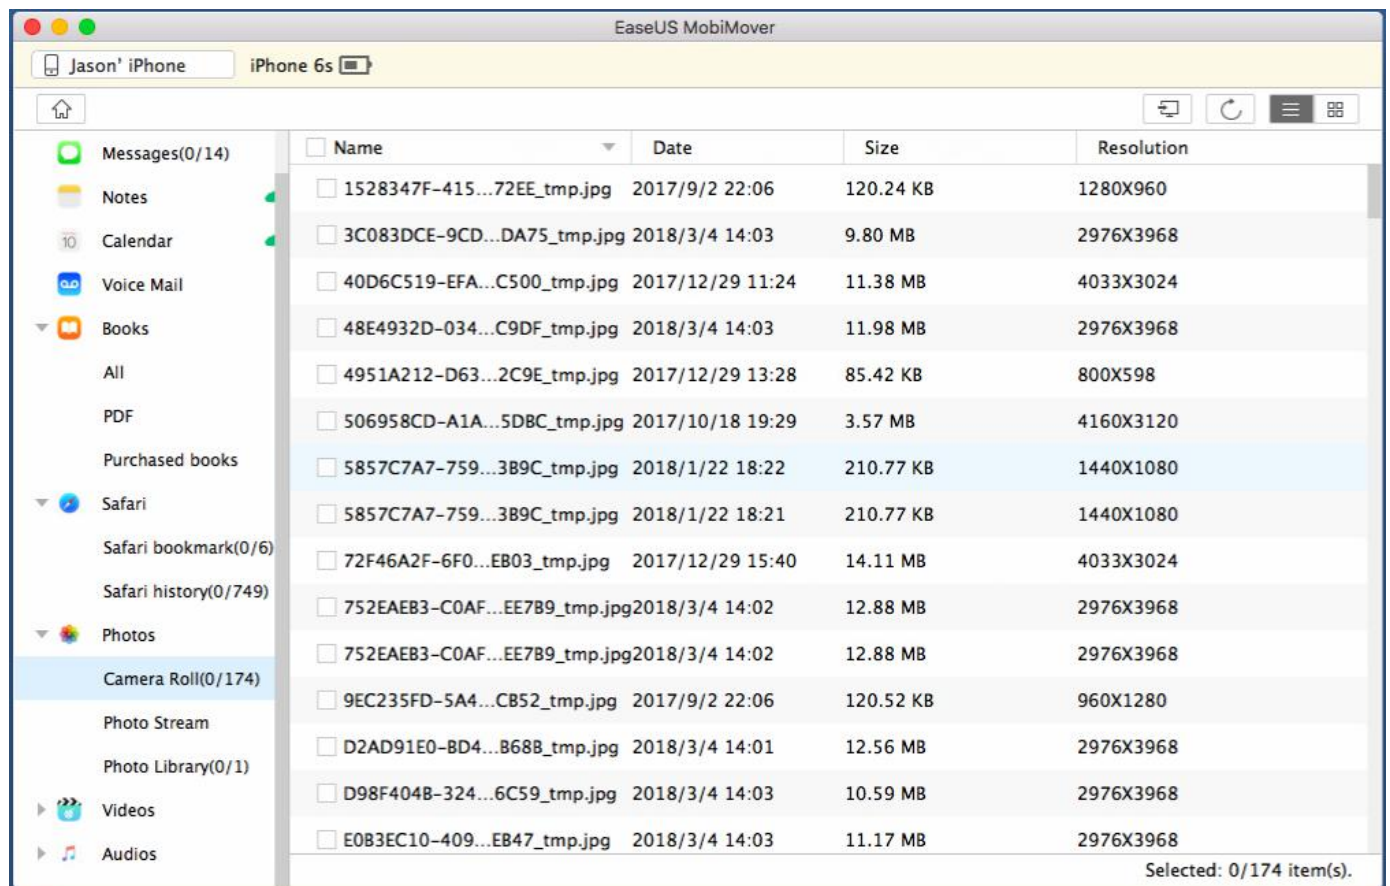 EaseUS MobiMover
Jason' iPhone
iPhone 6s
Messages(0/14)
Notes
10
Calendar
Voice Mail
Books
All
PDF
Purchased books
Safari
Safari bookmark(0/6)
Safari history(0/749)
Photos
Camera Roll(0/174)
Photo Stream
Photo Library(0/1)
Videos
Audios
Name Date Size Resolution
1528347F-415...72EE_tmp.jpg 2017/9/2 22:06 120.24 KB 1280X960
3C083DCE-9CD...DA75_tmp.jpg 2018/3/4 14:03 9.80 MB 2976X3968
40D6C519-EFA...C500_tmp.jpg 2017/12/29 11:24 11.38 MB 4033X3024
48E4932D-034...C9DF_tmp.jpg 2018/3/4 14:03 11.98 MB 2976X3968
4951A212-D63...2C9E_tmp.jpg 2017/12/29 13:28 85.42 KB 800X598
506958CD-A1A...5DBC_tmp.jpg 2017/10/18 19:29 3.57 MB 4160X3120
5857C7A7-759...3B9C_tmp.jpg 2018/1/22 18:22 210.77 KB 1440X1080
5857C7A7-759...3B9C_tmp.jpg 2018/1/22 18:21 210.77 KB 1440X1080
72F46A2F-6F0...EB03_tmp.jpg 2017/12/29 15:40 14.11 MB 4033X3024
752EAEB3-C0AF...EE7B9_tmp.jpg 2018/3/4 14:02 12.88 MB 2976X3968
752EAEB3-C0AF...EE7B9_tmp.jpg 2018/3/4 14:02 12.88 MB 2976X3968
9EC235FD-5A4...CB52_tmp.jpg 2017/9/2 22:06 120.52 KB 960X1280
D2AD91E0-BD4...B68B_tmp.jpg 2018/3/4 14:01 12.56 MB 2976X3968
D98F404B-324...6C59_tmp.jpg 2018/3/4 14:03 10.59 MB 2976X3968
E0B3EC10-409...EB47_tmp.jpg 2018/3/4 14:03 11.17 MB 2976X3968
Selected: 0/174 item(s).